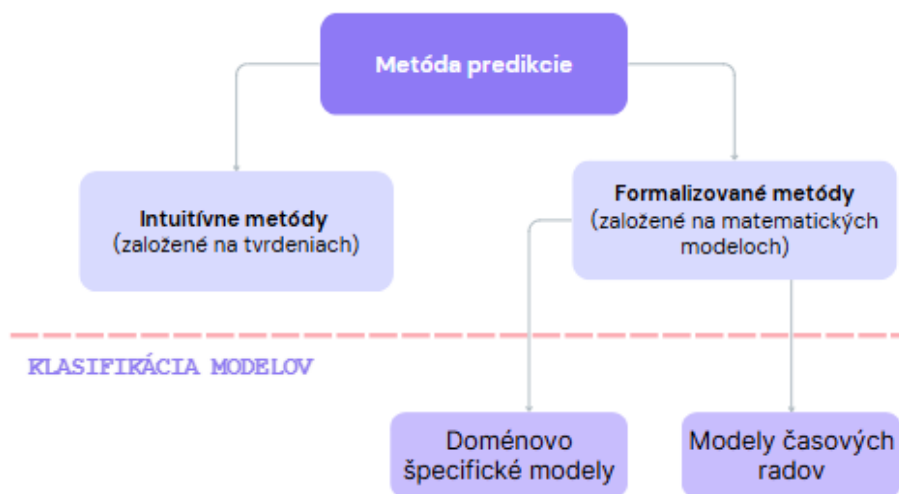 Metóda predikcie
Intuitívne metódy
(založené na tvrdeniach)
Formalizované metódy
(založené na matematických
modeloch)
KLASIFIKÁCIA MODELOV
Doménovo
špecifické modely
Modely časových
radov